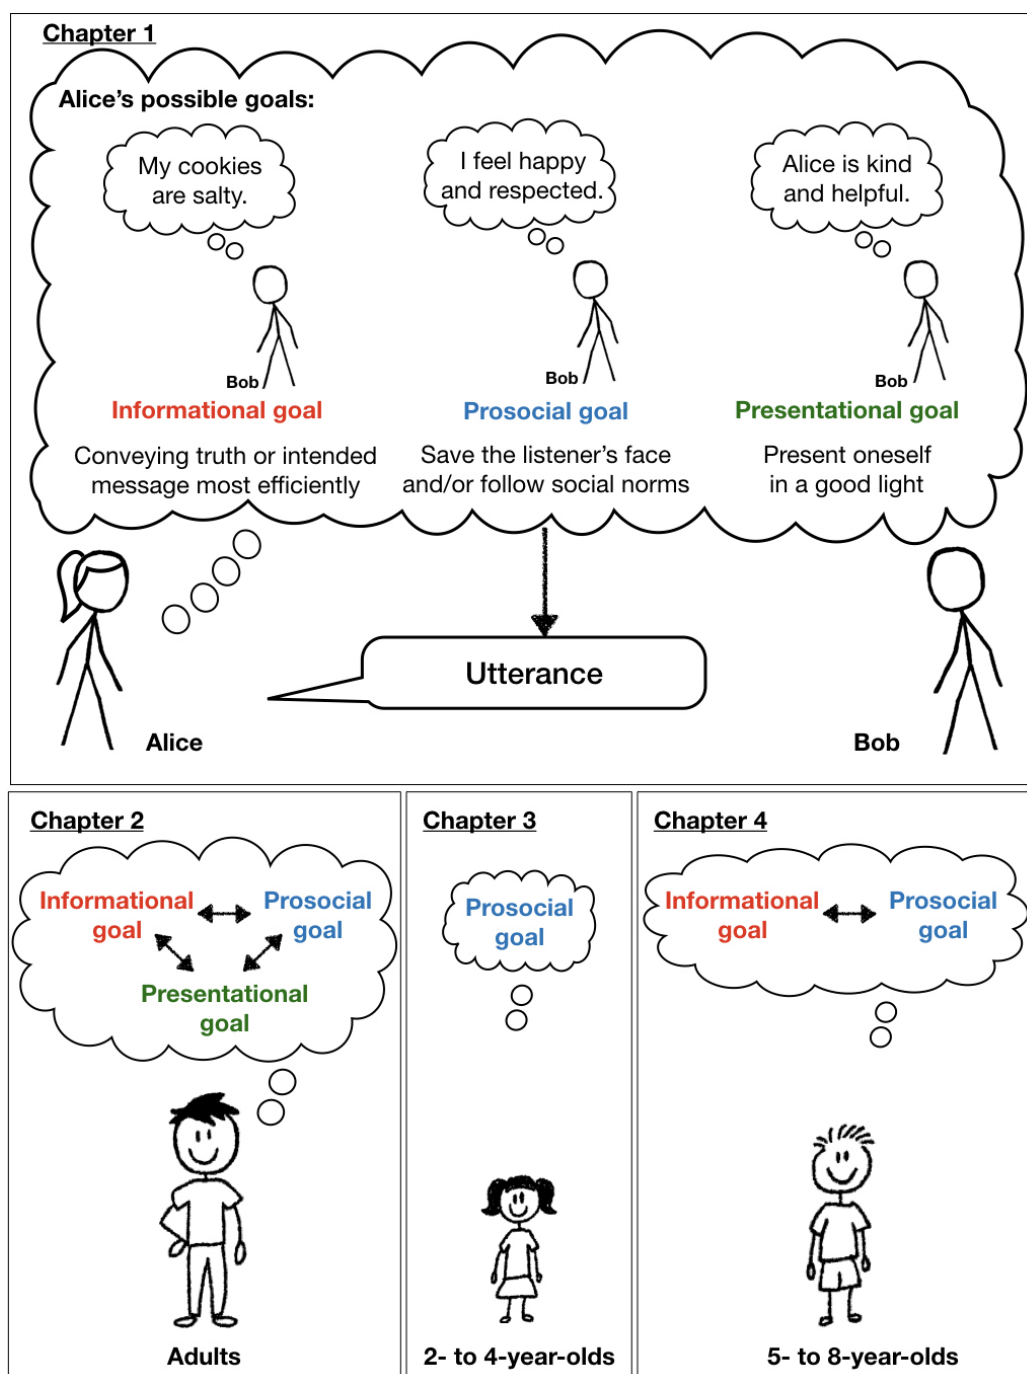 Chapter 1
Alice's possible goals:
My cookies
are salty.
I feel happy
and respected.
Alice is kind
and helpful.
Bob
Bob
Bob
Informational goal
Prosocial goal
Presentational goal
Conveying truth or intended
message most efficiently
Save the listener's face
and/or follow social norms
Present oneself
in a good light
Utterance
Alice
Bob
Chapter 2
Informational
goal
Prosocial
goal
Presentational
goal
Adults
Chapter 3
Prosocial
goal
2- to 4-year-olds
Chapter 4
Informational
goal
Prosocial
goal
5- to 8-year-olds